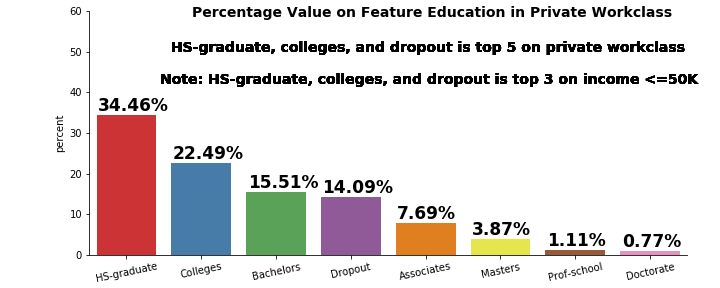 Percentage Value on Feature Education in Private Workclass
HS-graduate, colleges, and dropout is top 5 on private workclass
Note: HS-graduate, colleges, and dropout is top 3 on income <=50K
percent
60
50
40
30
20
10
0
34.46%
22.49%
15.51%
14.09%
7.69%
3.87%
1.11%
0.77%
HS-graduate
Colleges
Bachelors
Dropout
Associates
Masters
Prof-school
Doctorate